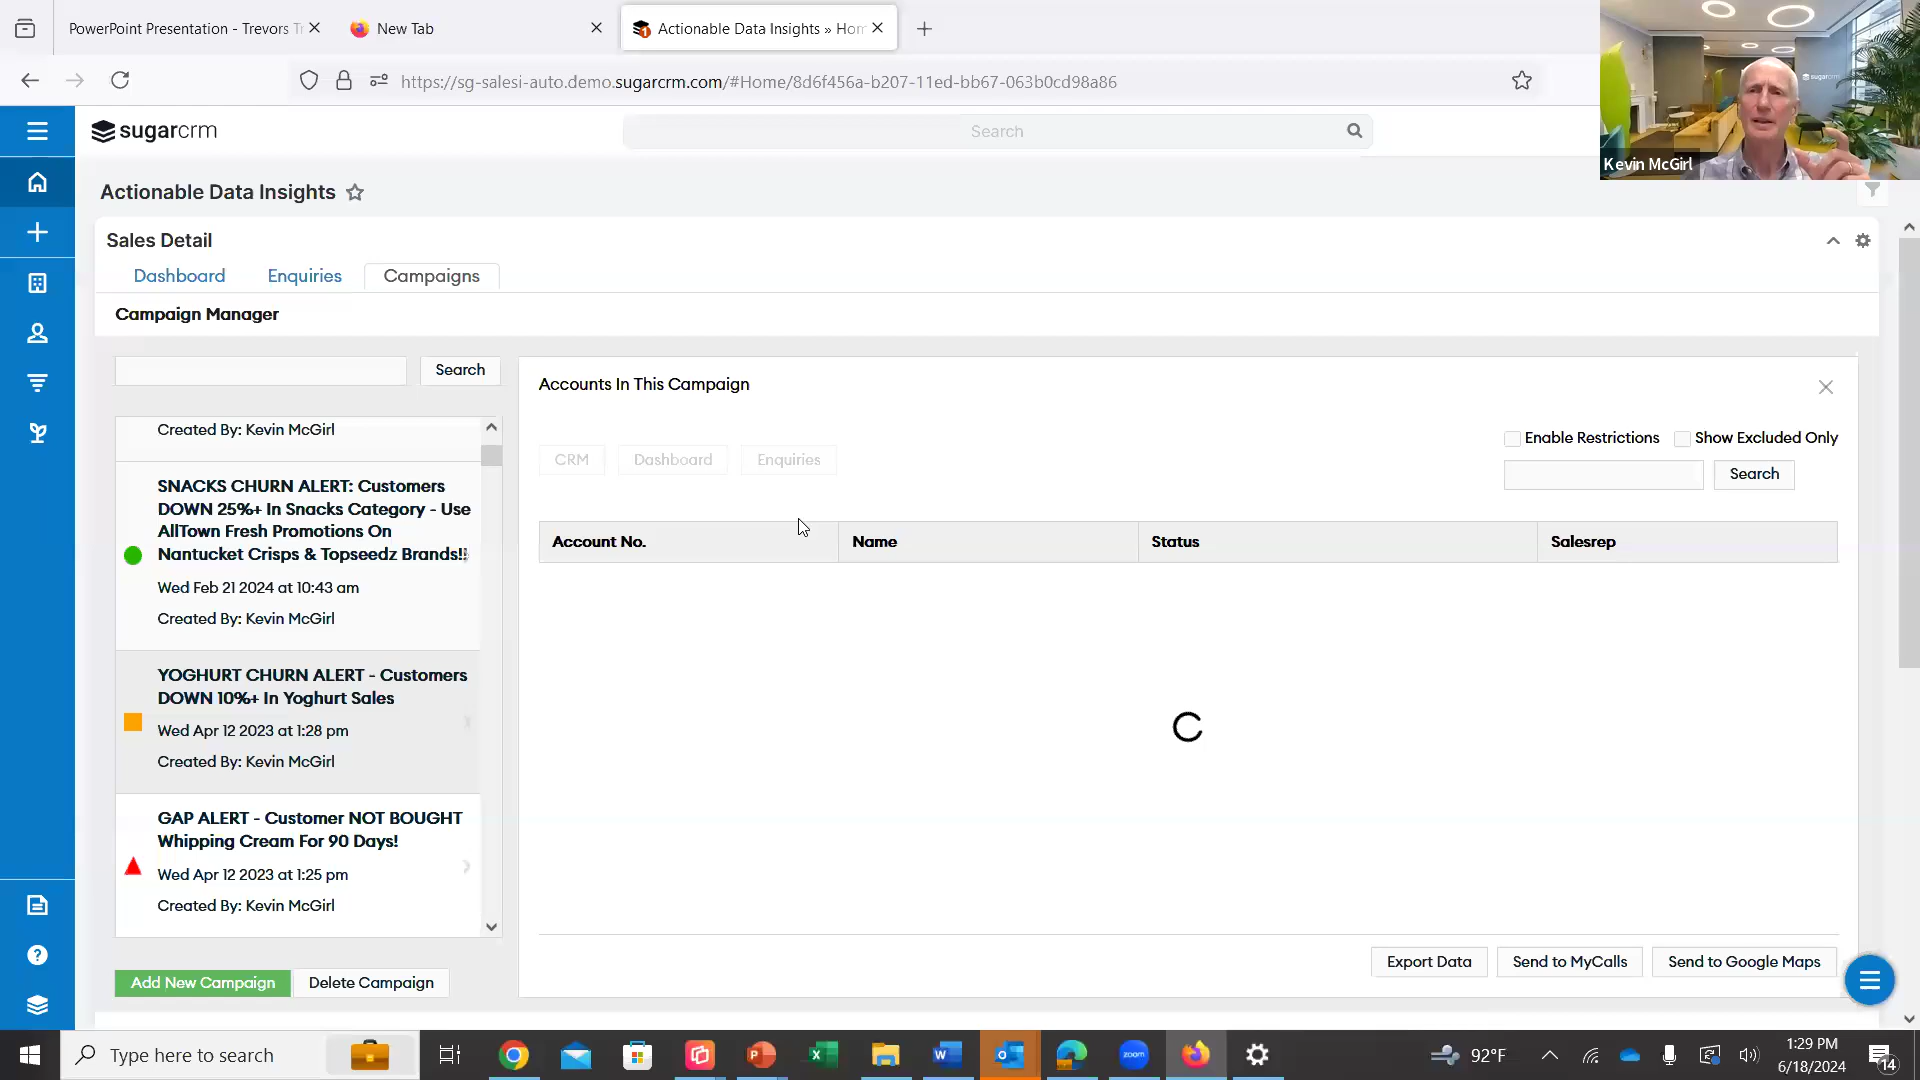 PowerPoint Presentation - Trevors Tr
New Tab
Actionable Data Insights » Hom
https://sg-salesi-auto.demo.sugarcrm.com/#Home/8d6f456a-b207-11ed-bb67-063b0cd98a86
sugarcrm
Search
sugarcrm
Kevin McGirl
Actionable Data Insights
Sales Detail
Dashboard
Enquiries
Campaigns
Campaign Manager
Search
Created By: Kevin McGirl
SNACKS CHURN ALERT: Customers
DOWN 25%+ In Snacks Category - Use
AllTown Fresh Promotions On
Nantucket Crisps & Topseedz Brands!!
Wed Feb 21 2024 at 10:43 am
Created By: Kevin McGirl
YOGHURT CHURN ALERT - Customers
DOWN 10%+ In Yoghurt Sales
Wed Apr 12 2023 at 1:28 pm
Created By: Kevin McGirl
GAP ALERT - Customer NOT BOUGHT
Whipping Cream For 90 Days!
Wed Apr 12 2023 at 1:25 pm
Created By: Kevin McGirl
Add New Campaign
Delete Campaign
Accounts In This Campaign
Enable Restrictions
Show Excluded Only
CRM
Dashboard
Enquiries
Search
Account No.
Name
Status
Salesrep
Export Data
Send to MyCalls
Send to Google Maps
Type here to search
zoom
92°F
1:29 PM
6/18/2024
14